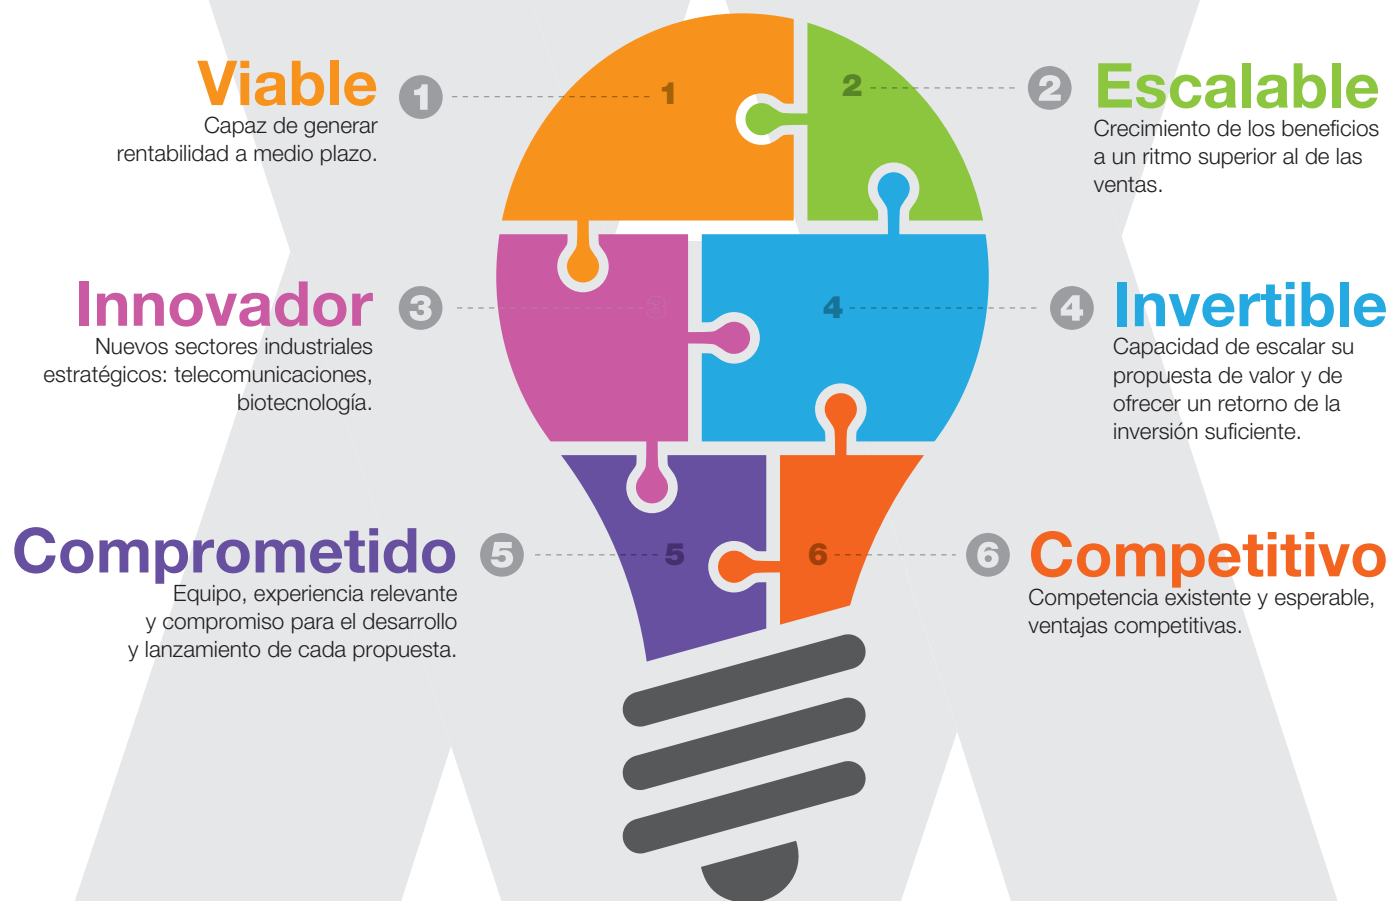 Viable
1
1
Capaz de generar
rentabilidad a medio plazo.
2
2
Escalable
Crecimiento de los beneficios
a un ritmo superior al de las
ventas.
Innovador
3
3
Nuevos sectores industriales
estratégicos: telecomunicaciones,
biotecnología.
4
4
Invertible
Capacidad de escalar su
propuesta de valor y de
ofrecer un retorno de la
inversión suficiente.
Comprometido
5
5
Equipo, experiencia relevante
y compromiso para el desarrollo
y lanzamiento de cada propuesta.
6
6
Competitivo
Competencia existente y esperable,
ventajas competitivas.